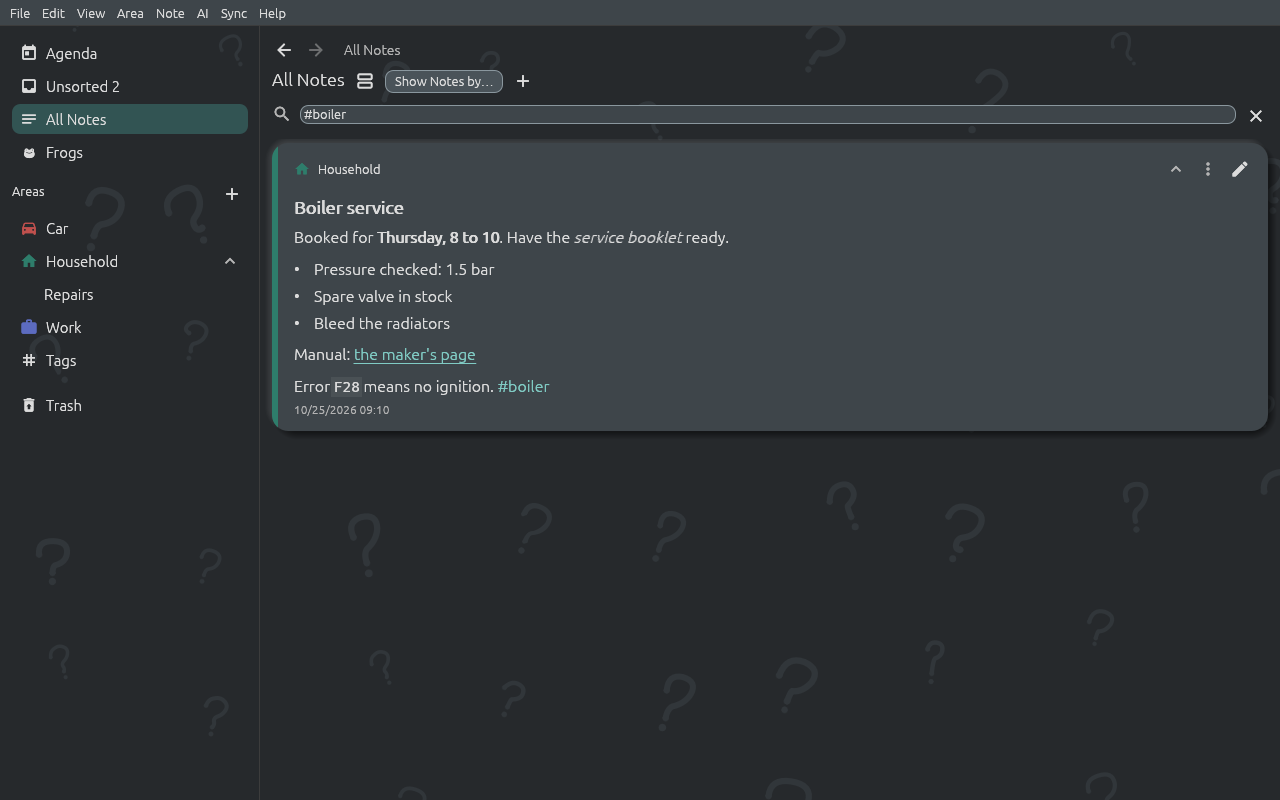 File Edit View Area Note AI Sync Help
Agenda
Unsorted 2
All Notes
Frogs
Areas
Car
Household
Repairs
Work
Tags
Trash
All Notes
All Notes Show Notes by...
#boiler
Household
Boiler service
Booked for Thursday, 8 to 10. Have the service booklet ready.
• Pressure checked: 1.5 bar
• Spare valve in stock
• Bleed the radiators
Manual: the maker's page
Error F28 means no ignition. #boiler
10/25/2026 09:10